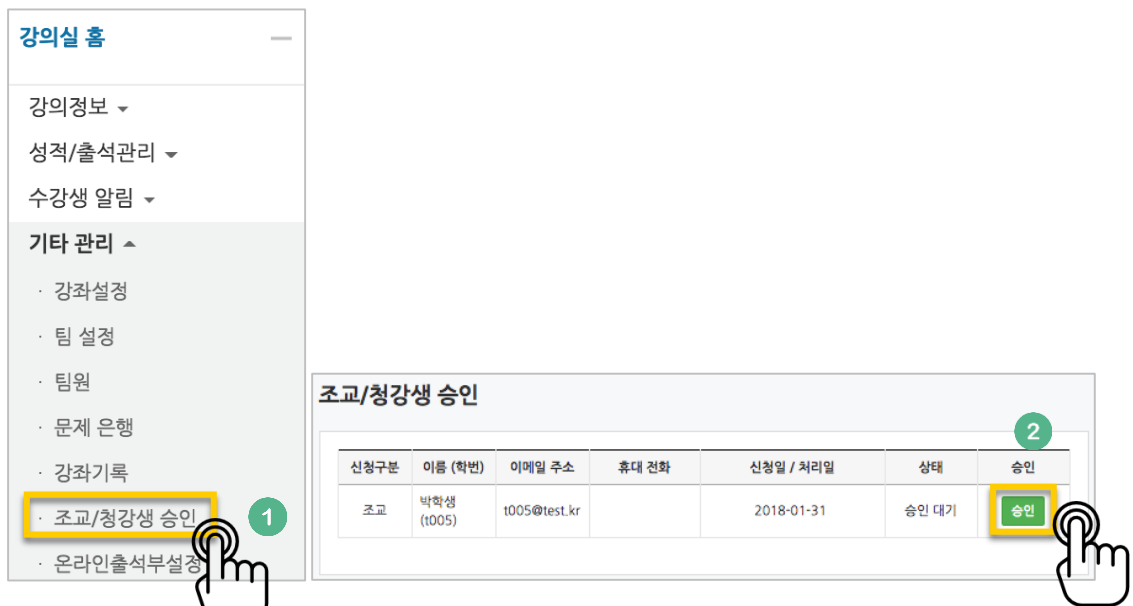 강의실 홈
강의정보
성적/출석관리
수강생 알림
기타 관리
· 강좌설정
· 팀 설정
· 팀원
· 문제 은행
· 강좌기록
· 조교/청강생 승인
1
· 온라인출석부설정
조교/청강생 승인
2
신청구분 이름 (학번) 이메일 주소 휴대 전화 신청일 / 처리일 상태 승인
조교 박학생 (t005) t005@test.kr 2018-01-31 승인 대기 승인